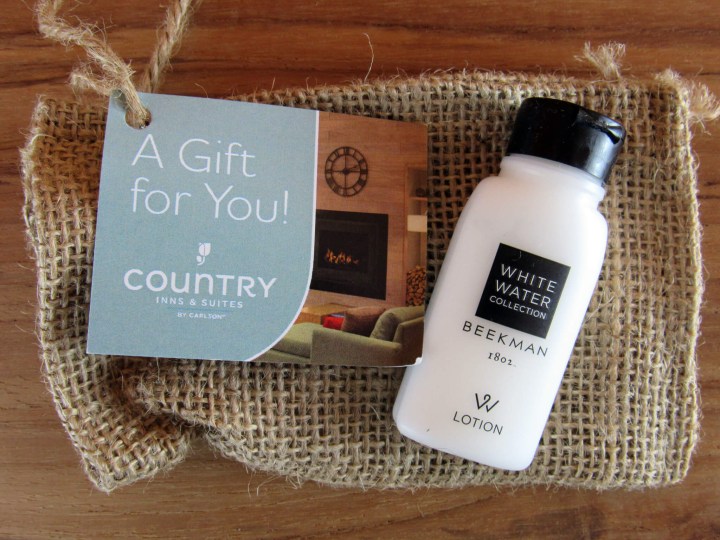 A Gift
for You!
COUNTRY
INNS & SUITES
BY CARLSON®
WHITE
WATER
COLLECTION
BEEKMAN
1802.
W
LOTION